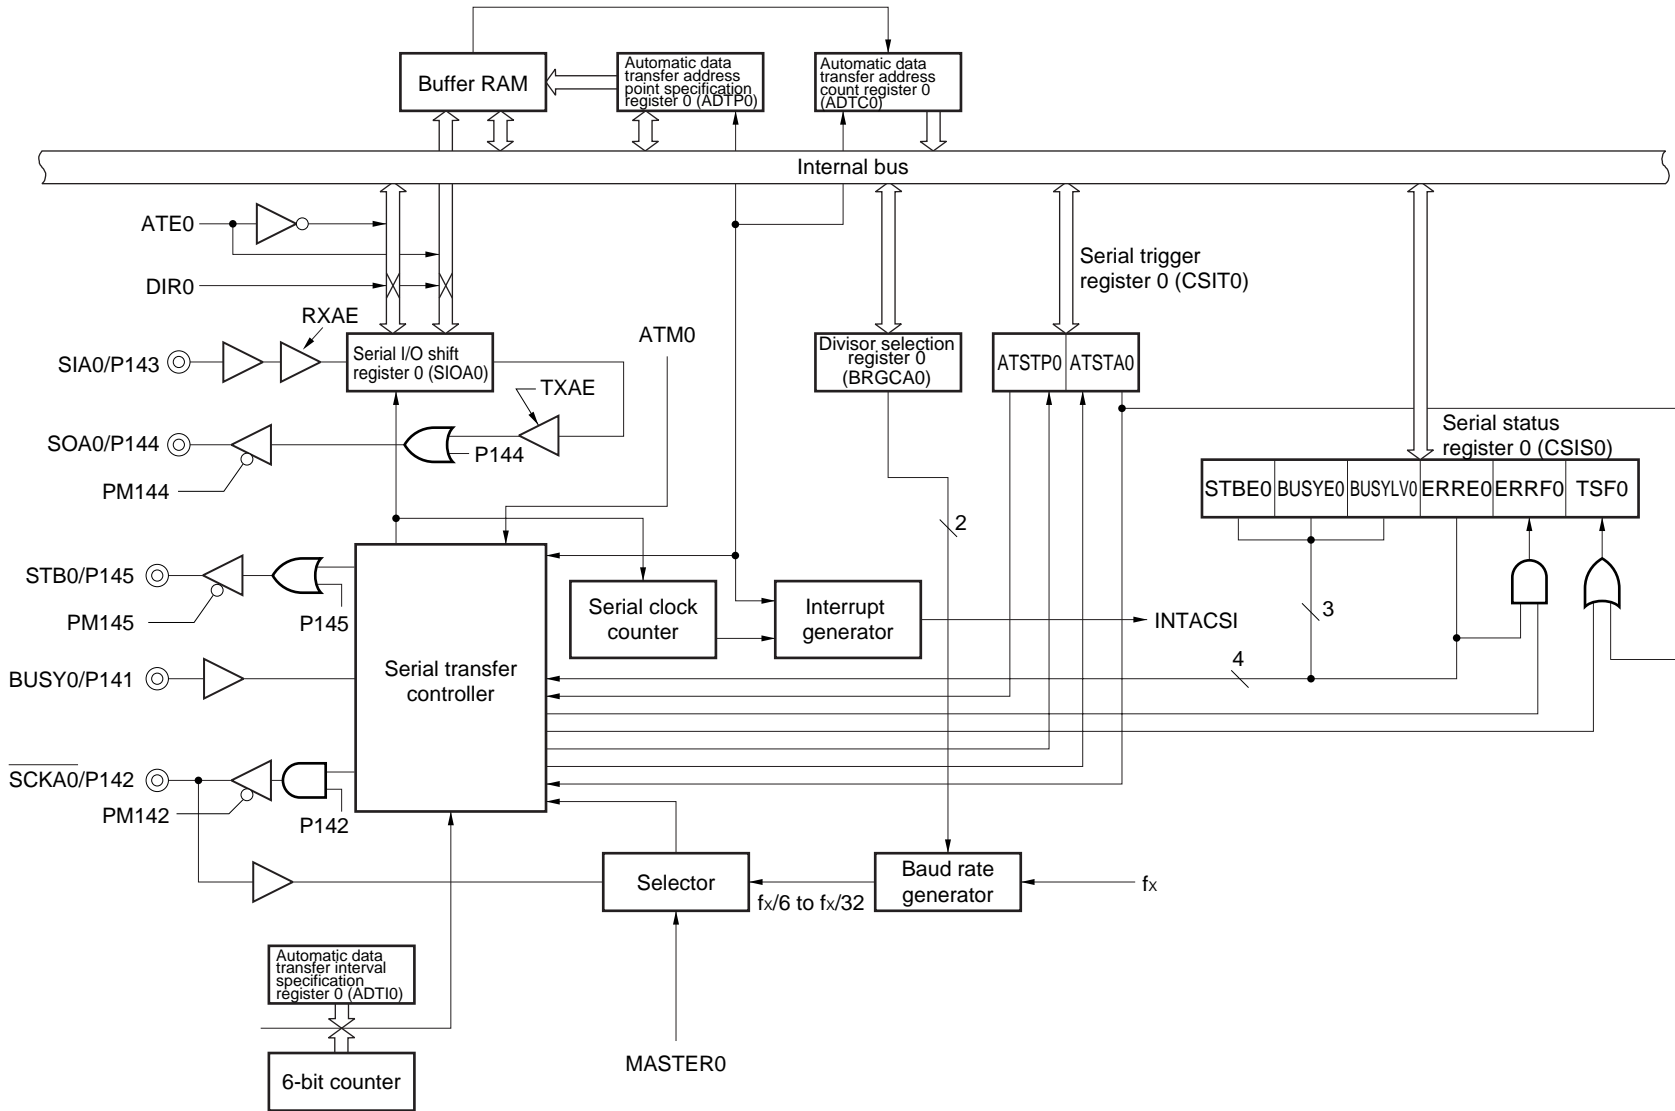 Buffer RAM
Automatic data
transfer address
point specification
register 0 (ADTP0)
Automatic data
transfer address
count register 0
(ADTC0)
Internal bus
ATE0
DIR0
RXAE
SIA0/P143
Serial I/O shift
register 0 (SIOA0)
ATM0
TXAE
SOA0/P144
P144
PM144
Divisor selection
register 0
(BRGCA0)
Serial trigger
register 0 (CSIT0)
ATSTP0
ATSTA0
Serial status
register 0 (CSIS0)
STBE0
BUSYE0
BUSYLV0
ERRE0
ERRF0
TSF0
2
STB0/P145
PM145
P145
Serial clock
counter
Interrupt
generator
INTACSI
3
4
BUSY0/P141
Serial transfer
controller
SCKA0/P142
PM142
P142
Selector
fX/6 to fX/32
Baud rate
generator
fX
Automatic data
transfer interval
specification
register 0 (ADTI0)
6-bit counter
MASTER0